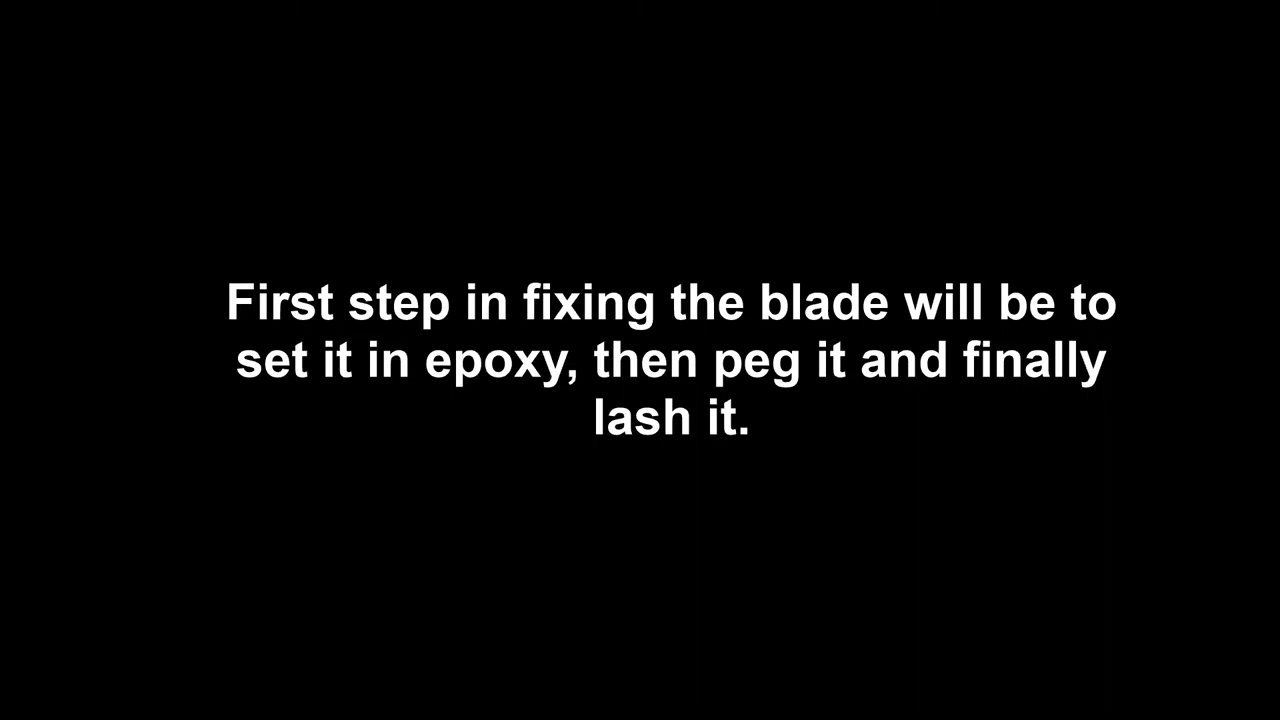 First step in fixing the blade will be to
set it in epoxy, then peg it and finally
lash it.